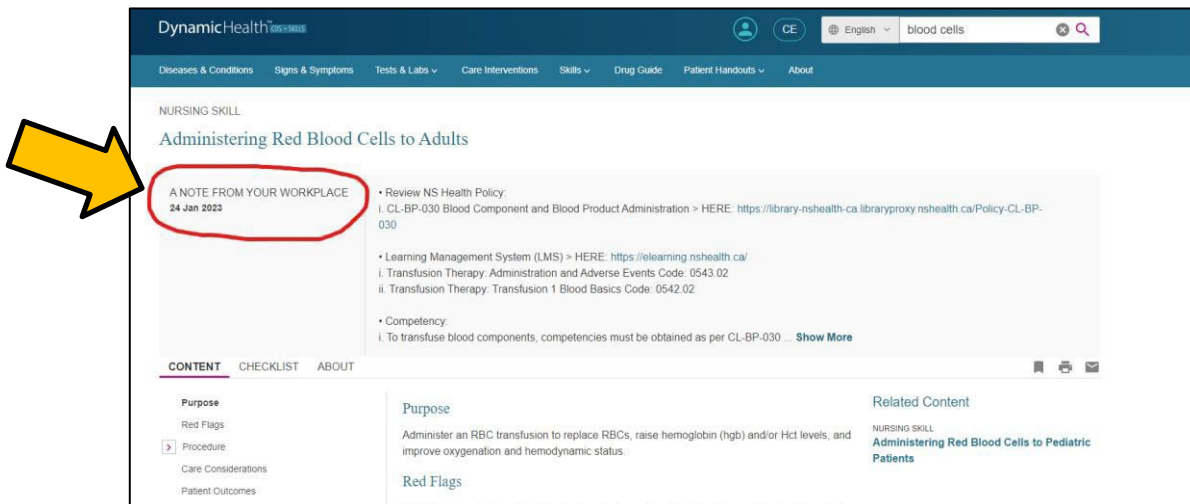 DynamicHealth™ CDS + SKILLS
CE
English
blood cells
Diseases & Conditions Signs & Symptoms Tests & Labs Care Interventions Skills Drug Guide Patient Handouts About
NURSING SKILL
Administering Red Blood Cells to Adults
A NOTE FROM YOUR WORKPLACE
24 Jan 2023
• Review NS Health Policy:
i. CL-BP-030 Blood Component and Blood Product Administration > HERE: https://library-nshealth-ca.libraryproxy.nshealth.ca/Policy-CL-BP-
030
• Learning Management System (LMS) > HERE: https://elearning.nshealth.ca/
i. Transfusion Therapy: Administration and Adverse Events Code: 0543.02
ii. Transfusion Therapy: Transfusion 1 Blood Basics Code: 0542.02
• Competency:
i. To transfuse blood components, competencies must be obtained as per CL-BP-030 ... Show More
CONTENT CHECKLIST ABOUT
Purpose
Red Flags
Procedure
Care Considerations
Patient Outcomes
Purpose
Administer an RBC transfusion to replace RBCs, raise hemoglobin (hgb) and/or Hct levels, and
improve oxygenation and hemodynamic status.
Red Flags
Related Content
NURSING SKILL
Administering Red Blood Cells to Pediatric
Patients